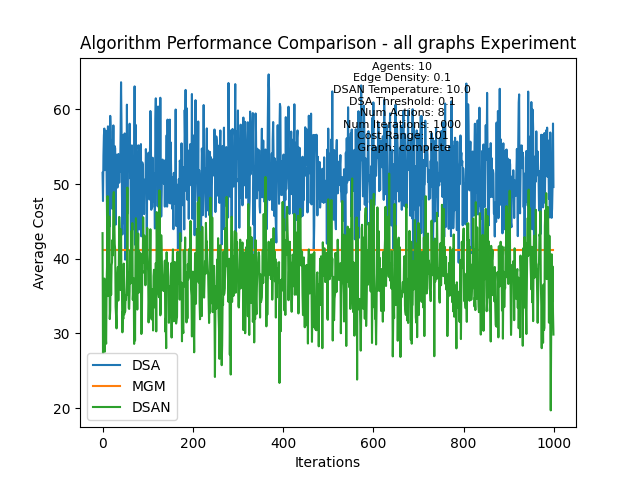 Algorithm Performance Comparison - all graphs Experiment
Agents: 10
Edge Density: 0.1
DSAN Temperature: 10.0
DSA Threshold: 0.1
Num Actions: 8
Num Iterations: 1000
Cost Range: 101
Graph: complete
Average Cost
60
50
40
30
20
DSA
MGM
DSAN
0
200
400
600
800
1000
Iterations